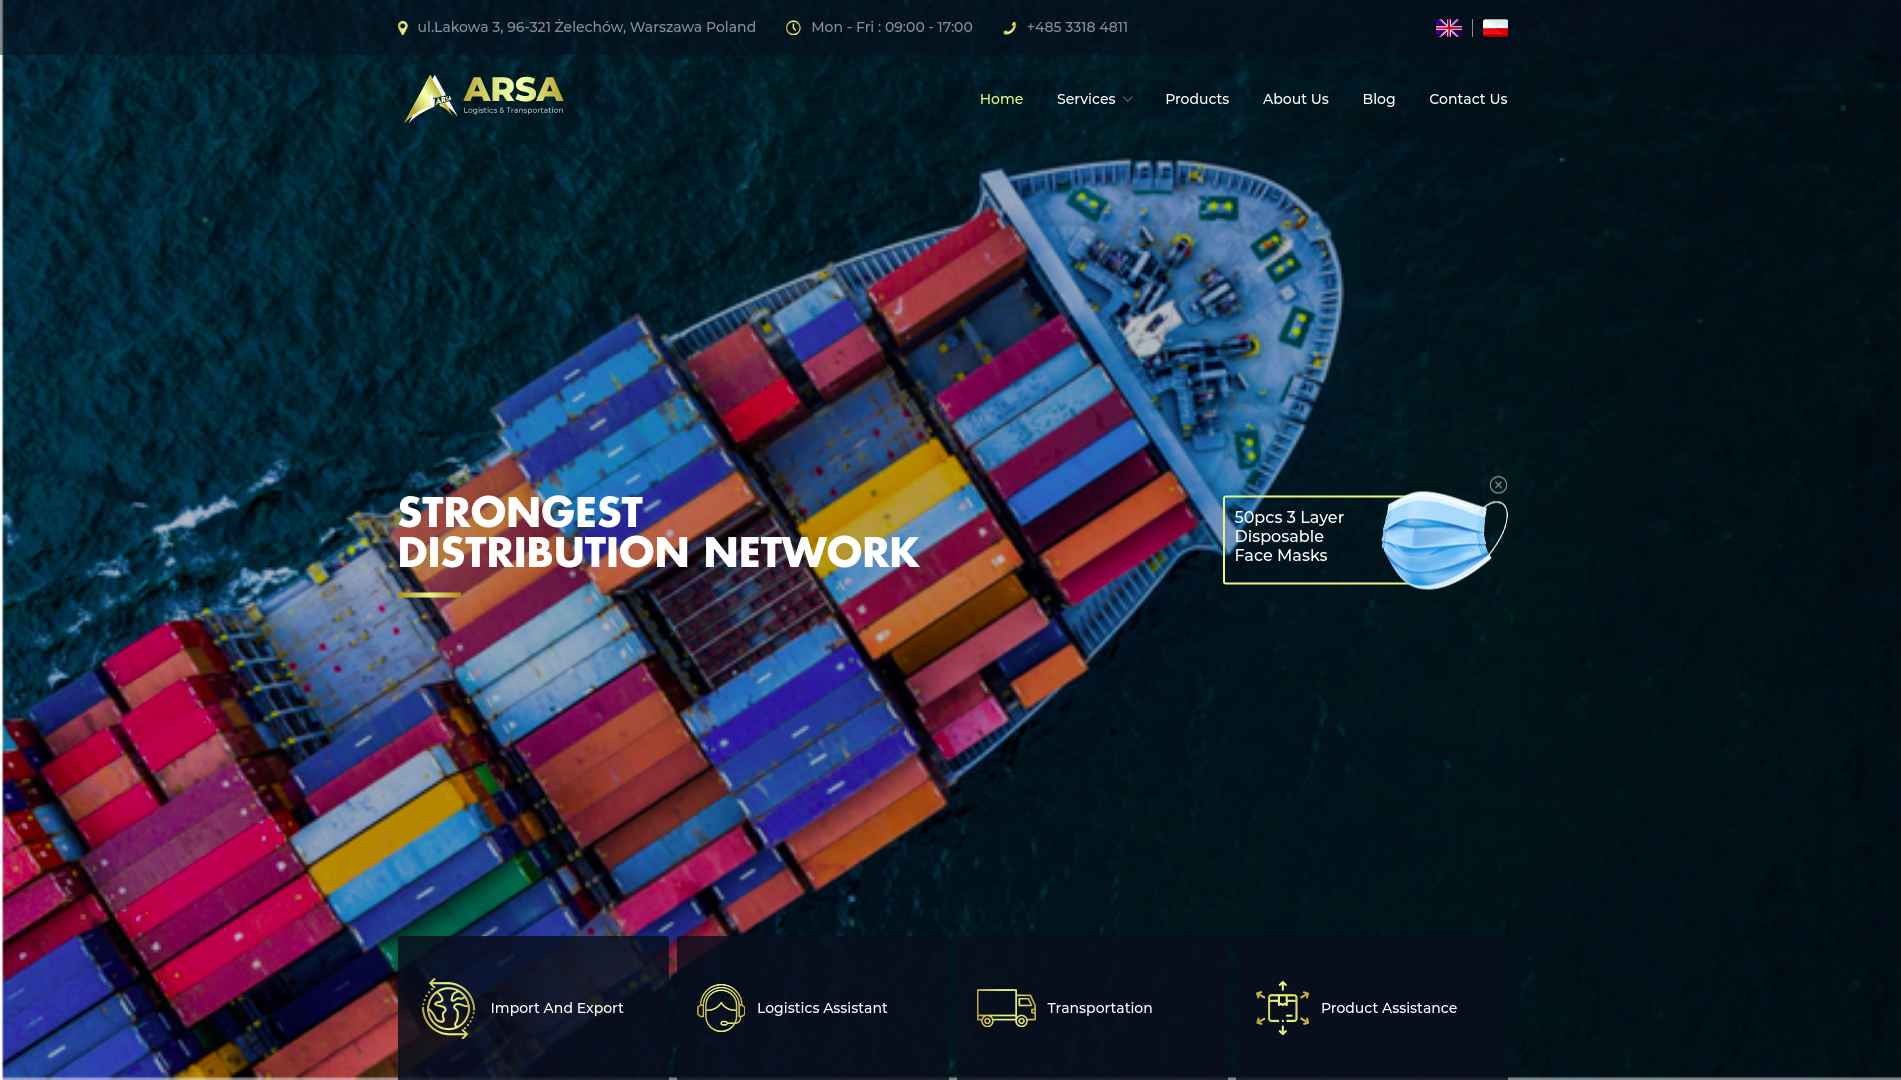 ul.Lakowa 3, 96-321 Żelechów, Warszawa Poland
Mon - Fri : 09:00 - 17:00
+485 3318 4811
ARSA
ARSA
Logistics & Transportation
Home
Services
Products
About Us
Blog
Contact Us
STRONGEST
DISTRIBUTION NETWORK
50pcs 3 Layer
Disposable
Face Masks
Import And Export
Logistics Assistant
Transportation
Product Assistance